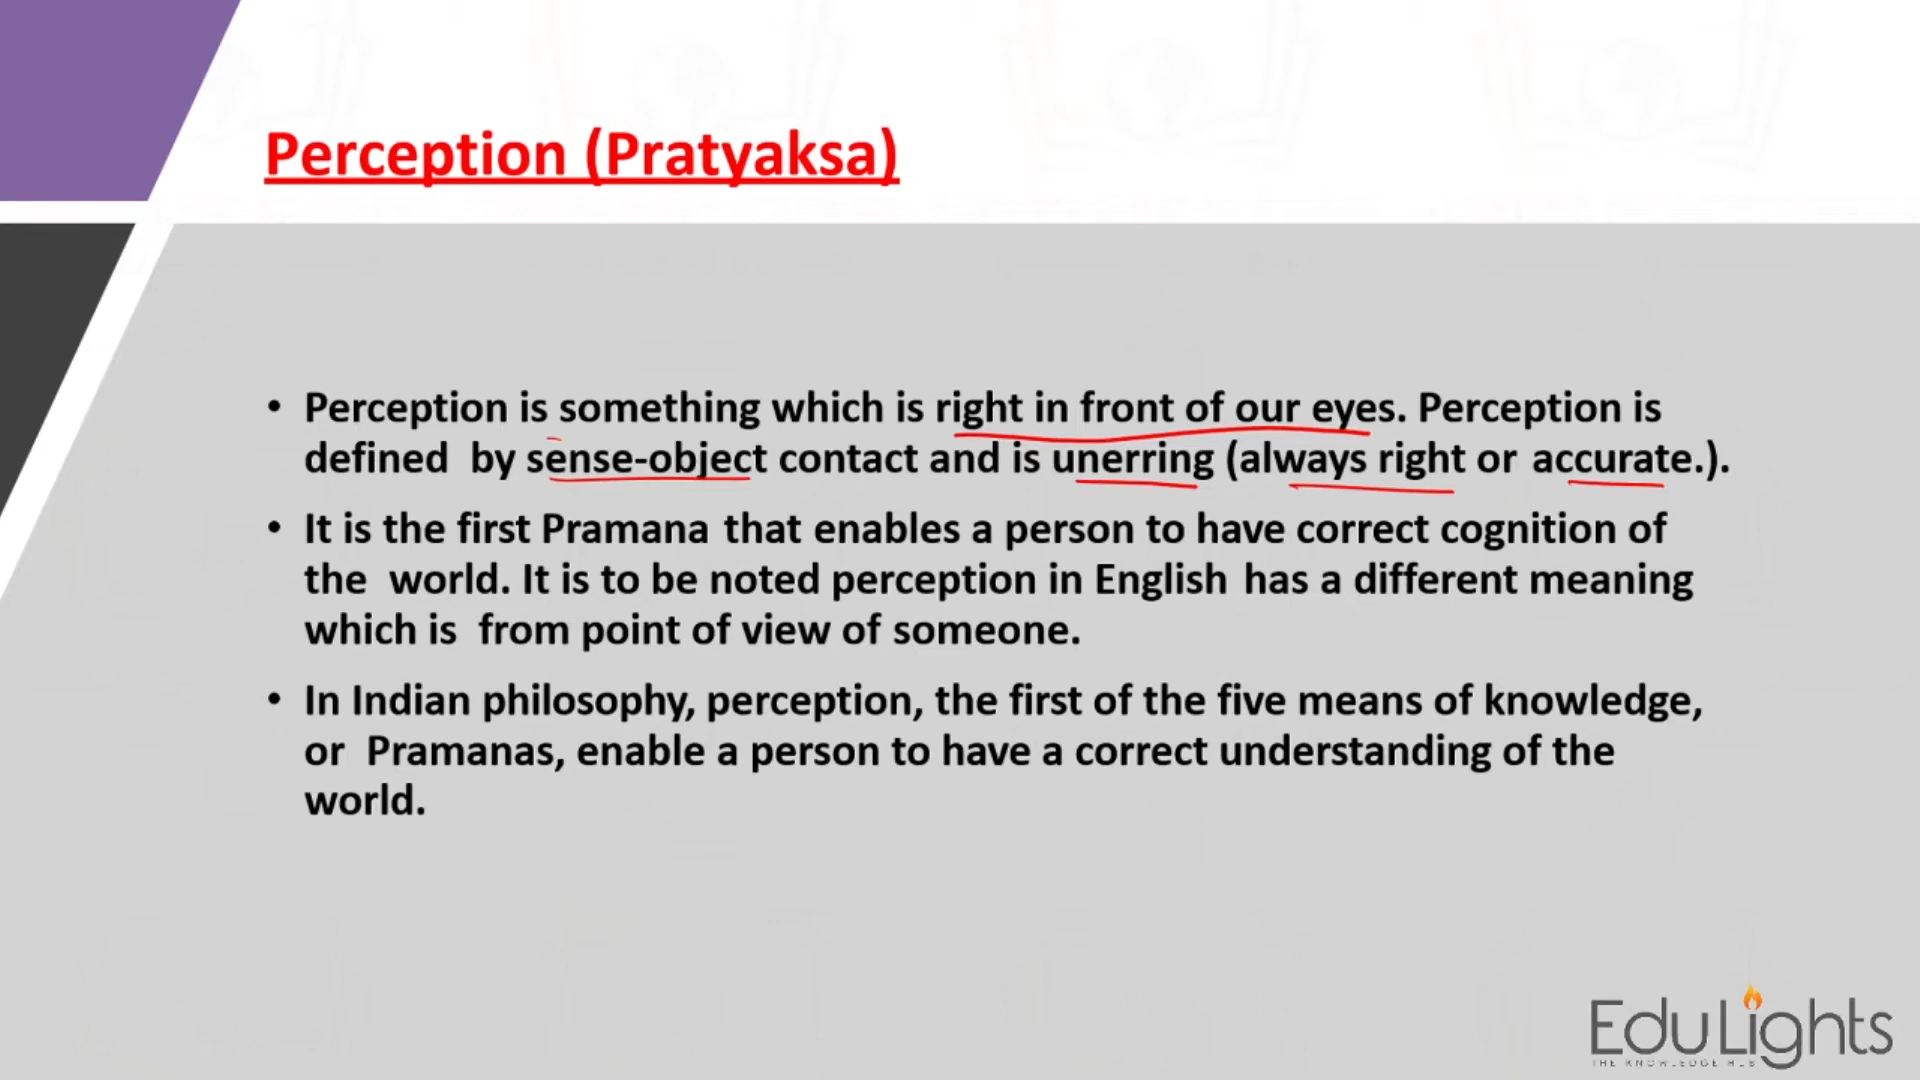 Perception (Pratyaksa)
• Perception is something which is right in front of our eyes. Perception is
defined by sense-object contact and is unerring (always right or accurate.).
• It is the first Pramana that enables a person to have correct cognition of
the world. It is to be noted perception in English has a different meaning
which is from point of view of someone.
• In Indian philosophy, perception, the first of the five means of knowledge,
or Pramanas, enable a person to have a correct understanding of the
world.
EduLights
THE KNOWLEDGE HUB